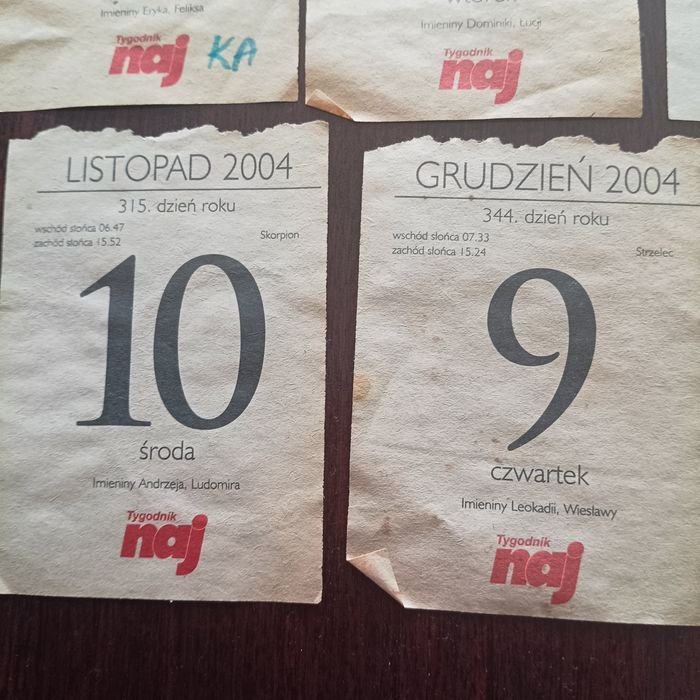 Imieniny Eryka, Feliksa
Tygodnik
naj
KA
Imieniny Dominiki, Łucji
Tygodnik
naj
LISTOPAD 2004
315. dzień roku
wschód słońca 06.47
zachód słońca 15.52
Skorpion
10
środa
Imieniny Andrzeja, Ludomira
Tygodnik
naj
GRUDZIEŃ 2004
344. dzień roku
wschód słońca 07.33
zachód słońca 15.24
Strzelec
9
czwartek
Imieniny Leokadii, Wiesławy
Tygodnik
naj